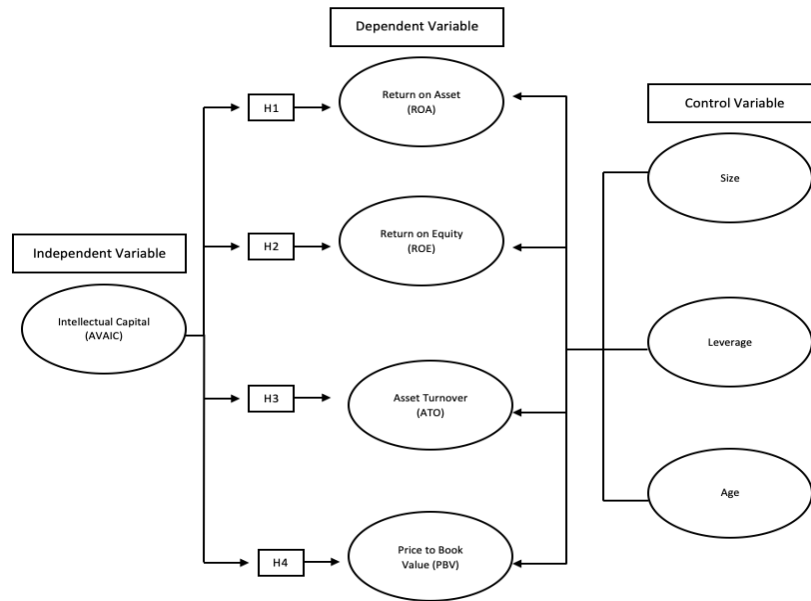 Dependent Variable
H1
Return on Asset
(ROA)
Control Variable
Size
H2
Return on Equity
(ROE)
Independent Variable
Intellectual Capital
(AVAIC)
Leverage
H3
Asset Turnover
(ATO)
Age
H4
Price to Book
Value (PBV)